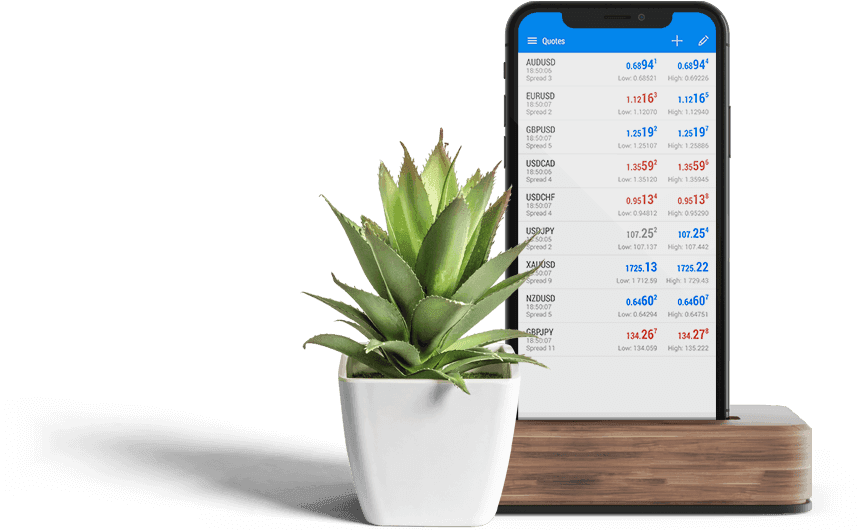 Quotes
AUDUSD 0.68941 0.68944
18:50:06
Spread 3 Low: 0.68521 High: 0.69226
EURUSD 1.12163 1.12165
18:50:07
Spread 2 Low: 1.12070 High: 1.12940
GBPUSD 1.25192 1.25197
18:50:07
Spread 5 Low: 1.25107 High: 1.25886
USDCAD 1.35592 1.35596
18:50:06
Spread 4 Low: 1.35120 High: 1.35945
USDCHF 0.95134 0.95138
18:50:07
Spread 4 Low: 0.94812 High: 0.95290
USDJPY 107.252 107.254
18:50:05
Spread 2 Low: 107.137 High: 107.442
XAUUSD 1725.13 1725.22
18:50:07
Spread 9 Low: 1 712.59 High: 1 729.43
NZDUSD 0.64602 0.64607
18:50:07
Spread 5 Low: 0.64294 High: 0.64751
GBPJPY 134.267 134.278
18:50:07
Spread 11 Low: 134.059 High: 135.222